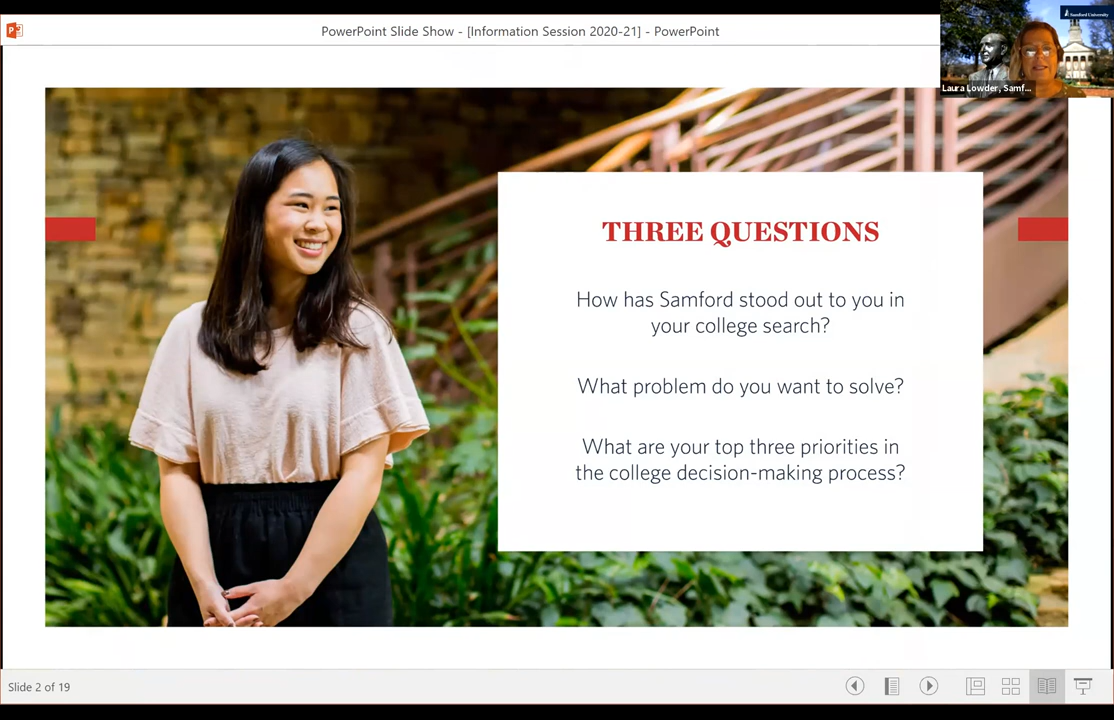 PowerPoint Slide Show - [Information Session 2020-21] - PowerPoint
Samford University
Laura Lowder, Samf...
THREE QUESTIONS
How has Samford stood out to you in
your college search?
What problem do you want to solve?
What are your top three priorities in
the college decision-making process?
Slide 2 of 19